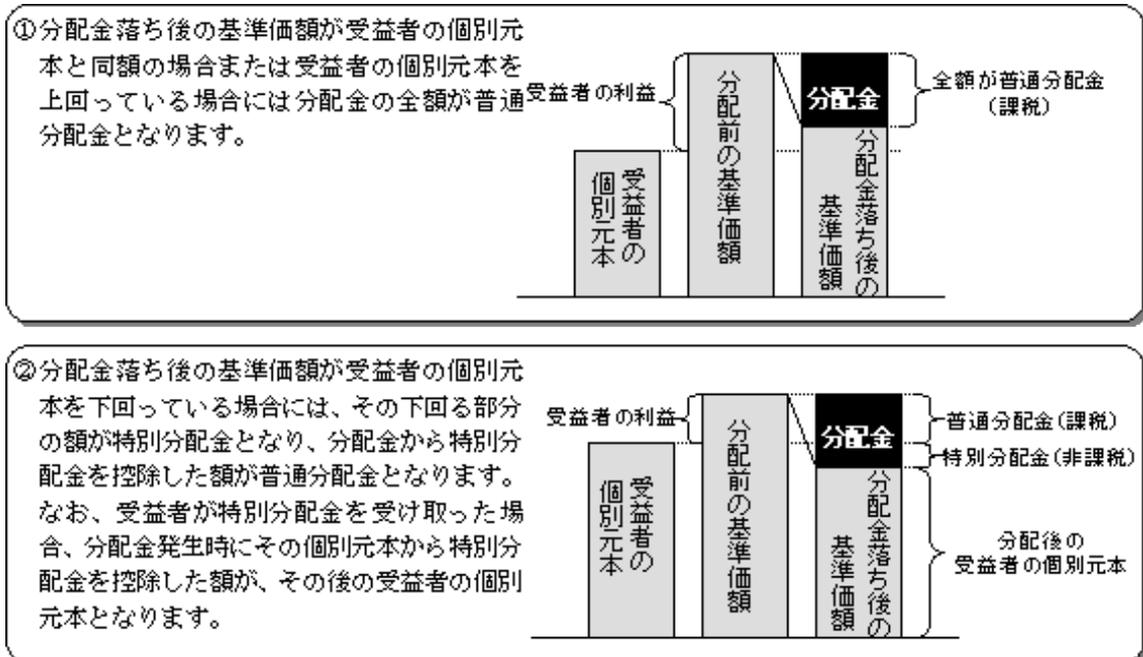 ①分配金落ち後の基準価額が受益者の個別元
本と同額の場合または受益者の個別元本を
上回っている場合には分配金の全額が普通
分配金となります。
受益者の利益
受益者の
個別元本
分配前の基準価額
分配金
分配金落ち後の
基準価額
全額が普通分配金
(課税)
②分配金落ち後の基準価額が受益者の個別元
本を下回っている場合には、その下回る部分
の額が特別分配金となり、分配金から特別分
配金を控除した額が普通分配金となります。
なお、受益者が特別分配金を受け取った場
合、分配金発生時にその個別元本から特別分
配金を控除した額が、その後の受益者の個別
元本となります。
受益者の利益
受益者の
個別元本
分配前の基準価額
分配金
分配金落ち後の
基準価額
普通分配金(課税)
特別分配金(非課税)
分配後の
受益者の個別元本